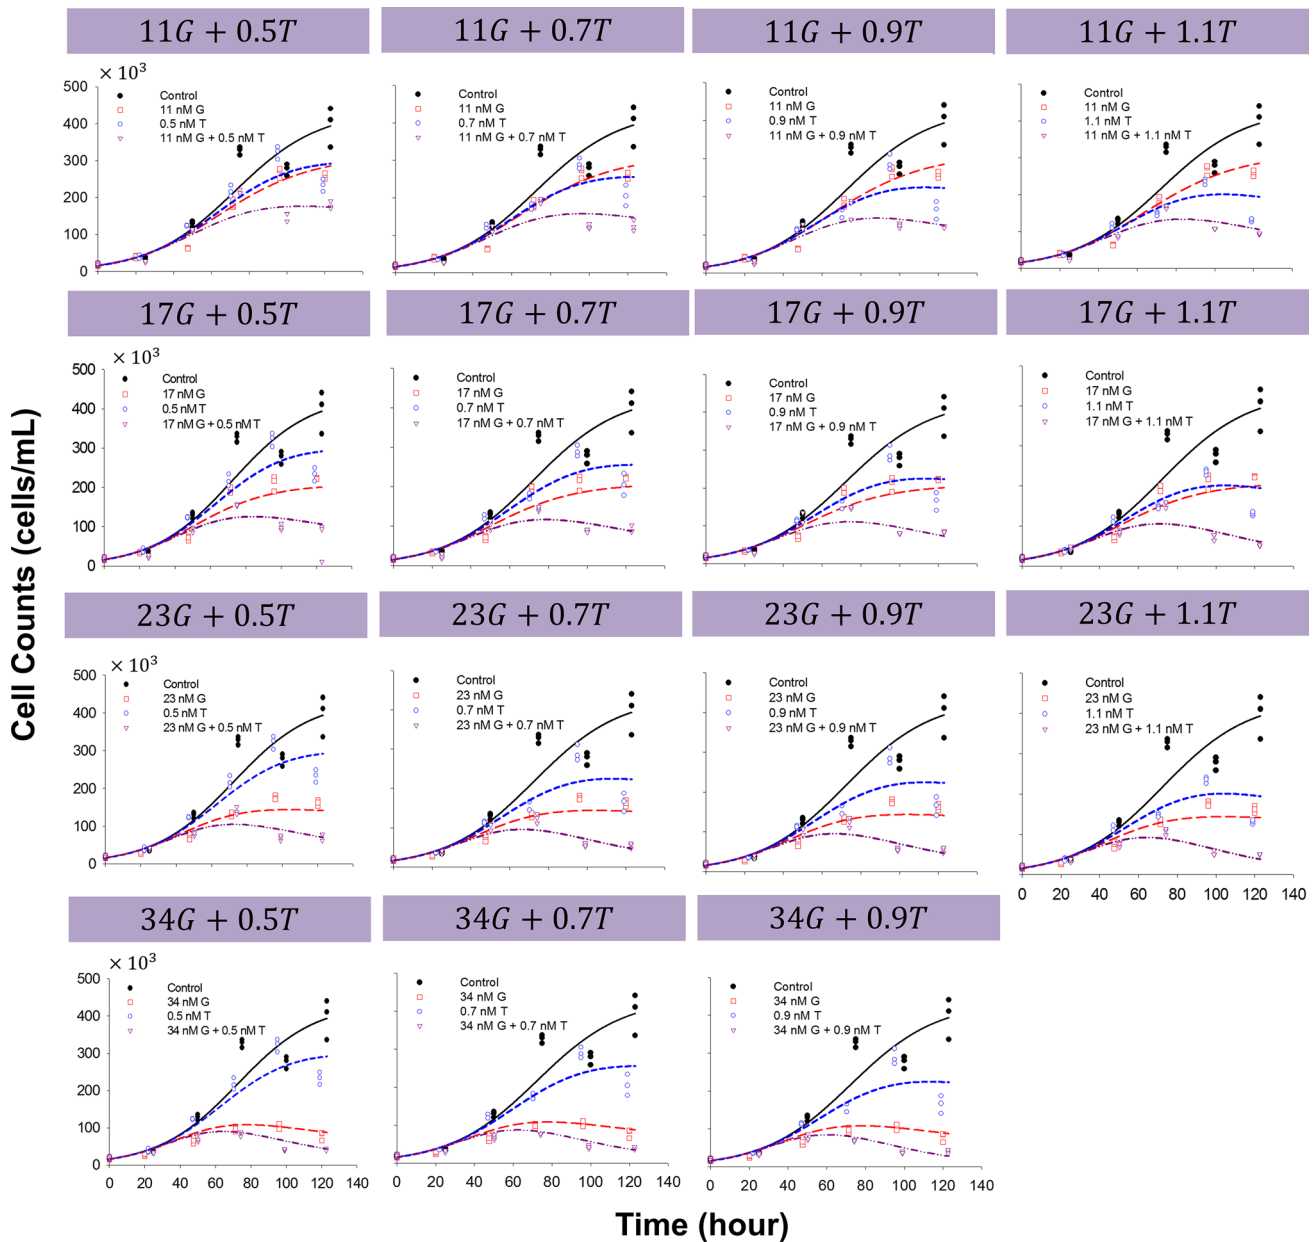 11G + 0.5T
11G + 0.7T
11G + 0.9T
11G + 1.1T
× 10³
500
400
300
200
100
0
Control
11 nM G
0.5 nM T
11 nM G + 0.5 nM T
Control
11 nM G
0.7 nM T
11 nM G + 0.7 nM T
Control
11 nM G
0.9 nM T
11 nM G + 0.9 nM T
Control
11 nM G
1.1 nM T
11 nM G + 1.1 nM T
17G + 0.5T
17G + 0.7T
17G + 0.9T
17G + 1.1T
× 10³
500
400
300
200
100
0
Control
17 nM G
0.5 nM T
17 nM G + 0.5 nM T
Control
17 nM G
0.7 nM T
17 nM G + 0.7 nM T
Control
17 nM G
0.9 nM T
17 nM G + 0.9 nM T
Control
17 nM G
1.1 nM T
17 nM G + 1.1 nM T
Cell Counts (cells/mL)
23G + 0.5T
23G + 0.7T
23G + 0.9T
23G + 1.1T
× 10³
500
400
300
200
100
0
Control
23 nM G
0.5 nM T
23 nM G + 0.5 nM T
Control
23 nM G
0.7 nM T
23 nM G + 0.7 nM T
Control
23 nM G
0.9 nM T
23 nM G + 0.9 nM T
Control
23 nM G
1.1 nM T
23 nM G + 1.1 nM T
0 20 40 60 80 100 120 140
34G + 0.5T
34G + 0.7T
34G + 0.9T
× 10³
500
400
300
200
100
0
Control
34 nM G
0.5 nM T
34 nM G + 0.5 nM T
Control
34 nM G
0.7 nM T
34 nM G + 0.7 nM T
Control
34 nM G
0.9 nM T
34 nM G + 0.9 nM T
0 20 40 60 80 100 120 140
0 20 40 60 80 100 120 140
0 20 40 60 80 100 120 140
Time (hour)